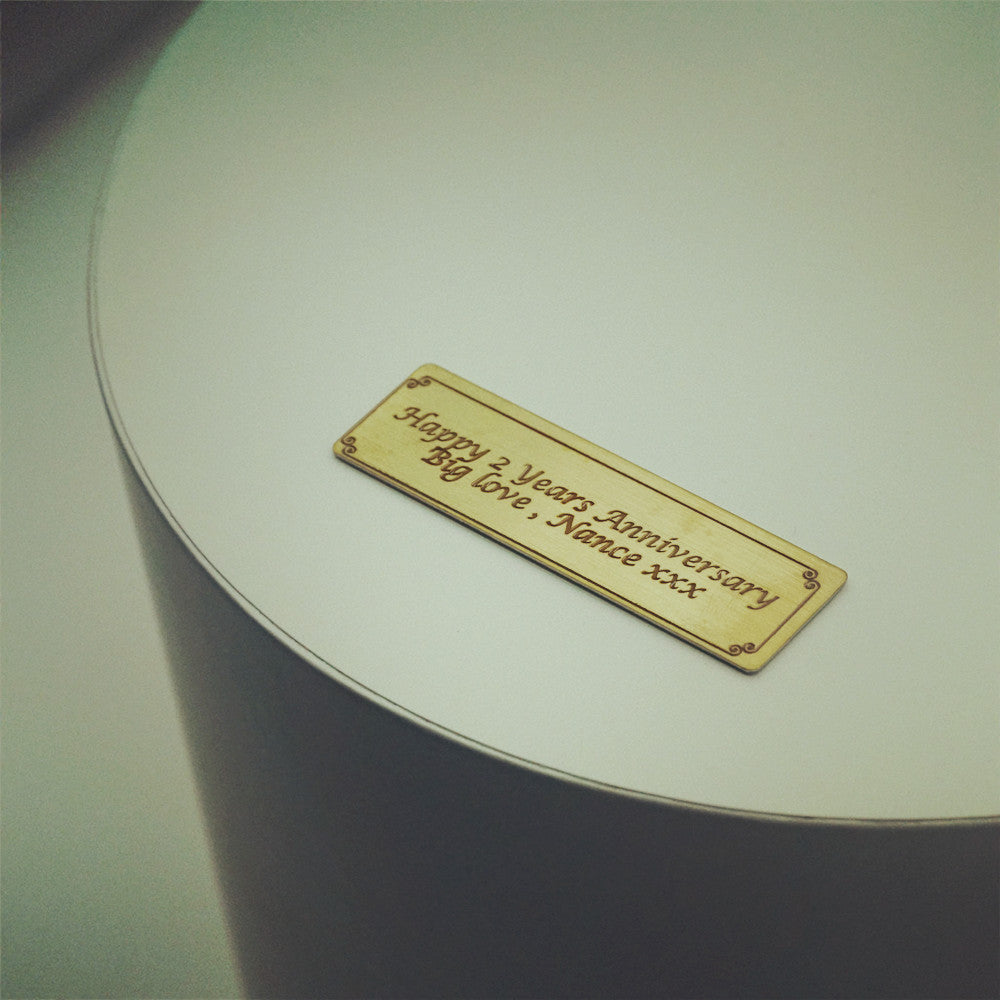 Happy 2 Years Anniversary
Big love , Nance xxx